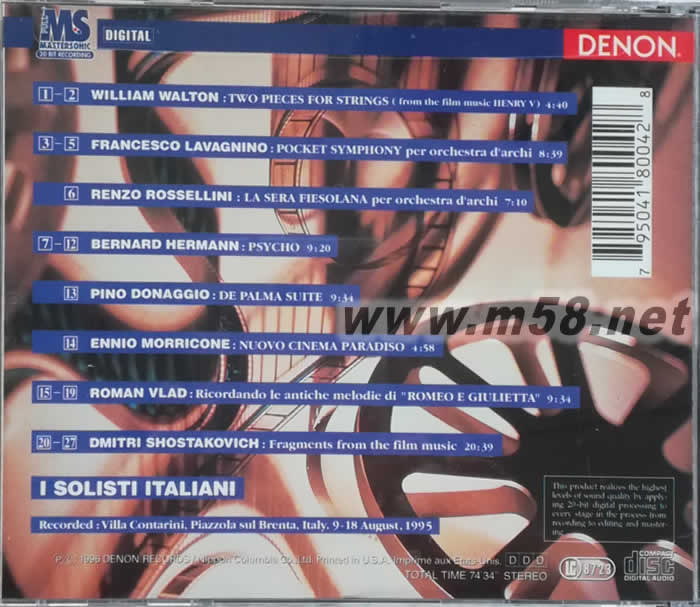 FULL
MS
MASTERSONIC
20 BIT RECORDING
DIGITAL
DENON
1 - 2 WILLIAM WALTON : TWO PIECES FOR STRINGS ( from the film music HENRY V ) 4:40
3 - 5 FRANCESCO LAVAGNINO : POCKET SYMPHONY per orchestra d'archi 8:39
6 RENZO ROSSELLINI : LA SERA FIESOLANA per orchestra d'archi 7:10
7 - 12 BERNARD HERMANN : PSYCHO 9:20
13 PINO DONAGGIO : DE PALMA SUITE 9:34
14 ENNIO MORRICONE : NUOVO CINEMA PARADISO 4:58
15 - 19 ROMAN VLAD : Ricordando le antiche melodie di "ROMEO E GIULIETTA" 9:34
20 - 27 DMITRI SHOSTAKOVICH : Fragments from the film music 20:39
I SOLISTI ITALIANI
Recorded : Villa Contarini, Piazzola sul Brenta, Italy. 9-18 August, 1995
P. C 1996 DENON RECORDS / Nippon Columbia Co., Ltd. Printed in U.S.A. Imprimé aux Etats-Unis. D D D
TOTAL TIME 74'34" STEREO
7 95041 80042 8
www.m58.net
This product realizes the highest
levels of sound quality by apply-
ing 20-bit digital processing to
every stage in the process from
recording to editing and master-
ing.
LC 8723
COMPACT
disc
DIGITAL AUDIO